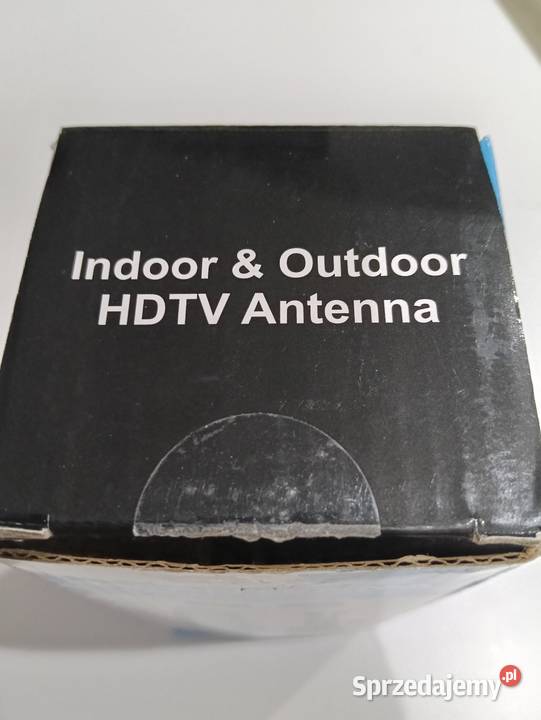 Indoor & Outdoor
HDTV Antenna
Sprzedajemy.pl